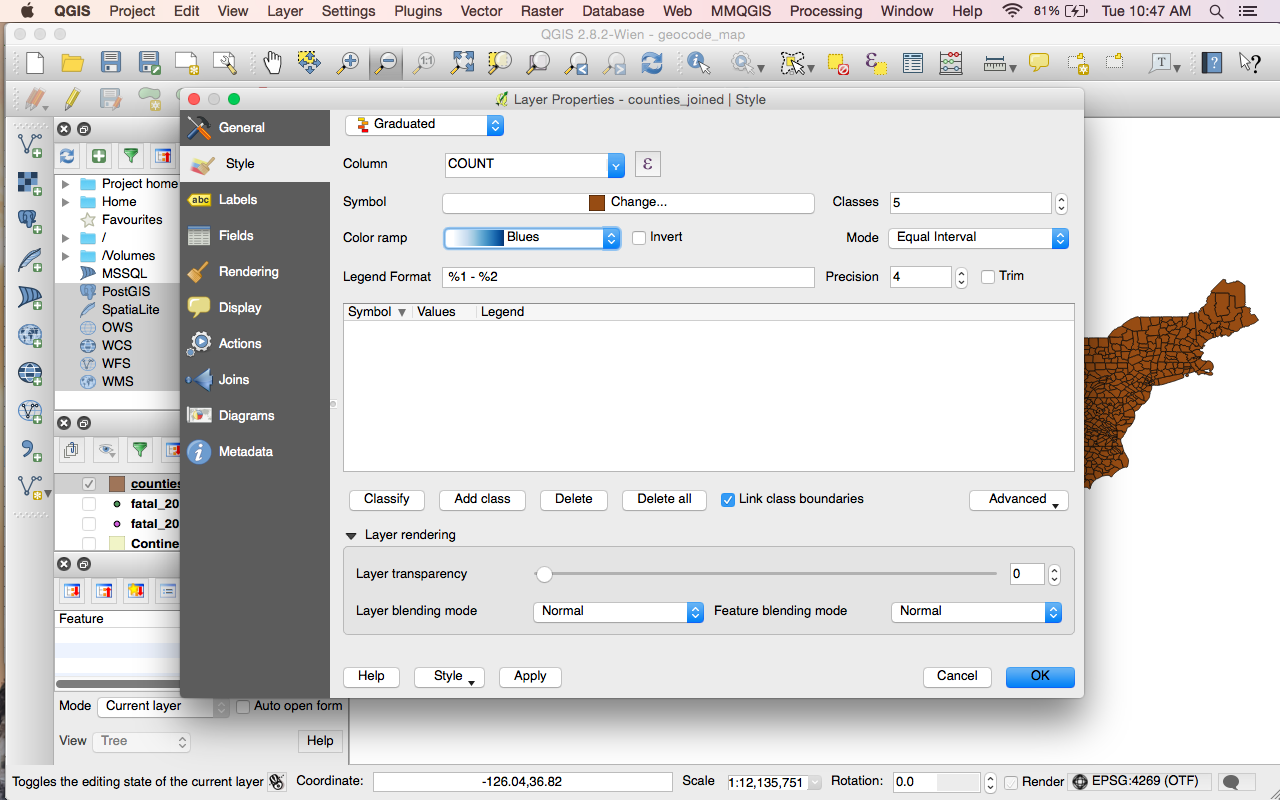 QGIS Project Edit View Layer Settings Plugins Vector Raster Database Web MMQGIS Processing Window Help 81% Tue 10:47 AM
QGIS 2.8.2-Wien - geocode_map
Layer Properties - counties_joined | Style
General
Style
Labels
Fields
Rendering
Display
Actions
Joins
Diagrams
Metadata
Graduated
Column COUNT ε
Symbol Change... Classes 5
Color ramp Blues Invert Mode Equal Interval
Legend Format %1 - %2 Precision 4 Trim
Symbol Values Legend
Classify Add class Delete Delete all Link class boundaries Advanced
Layer rendering
Layer transparency 0
Layer blending mode Normal Feature blending mode Normal
Help Style Apply Cancel OK
Project home
Home
Favourites
/
/Volumes
MSSQL
PostGIS
SpatiaLite
OWS
WCS
WFS
WMS
counties
fatal_20
fatal_20
Contine
Feature
Mode Current layer Auto open form
View Tree Help
Toggles the editing state of the current layer Coordinate: -126.04,36.82 Scale 1:12,135,751 Rotation: 0.0 Render EPSG:4269 (OTF)